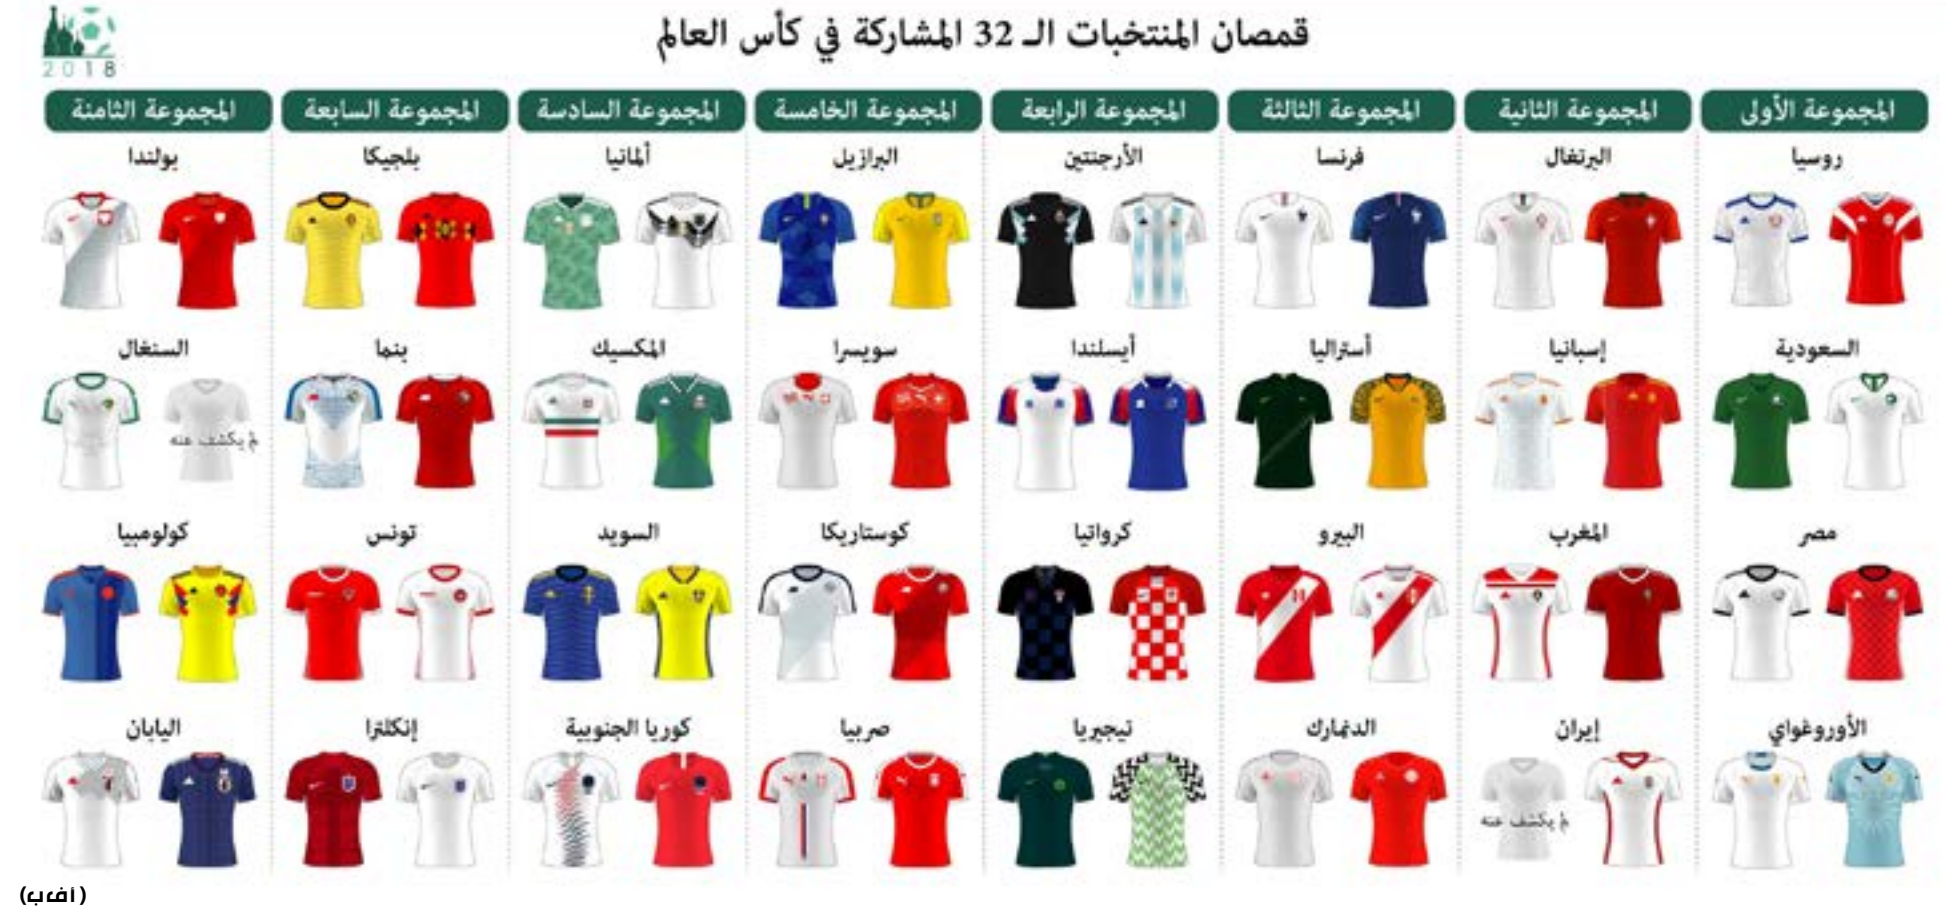 قمصان المنتخبات الـ 32 المشاركة في كأس العالم
2018
المجموعة الأولى
المجموعة الثانية
المجموعة الثالثة
المجموعة الرابعة
المجموعة الخامسة
المجموعة السادسة
المجموعة السابعة
المجموعة الثامنة
روسيا
البرتغال
فرنسا
الأرجنتين
البرازيل
ألمانيا
بلجيكا
بولندا
السعودية
إسبانيا
أستراليا
أيسلندا
سويسرا
المكسيك
بنما
السنغال
لم يكشف عنه
مصر
المغرب
البيرو
كرواتيا
كوستاريكا
السويد
تونس
كولومبيا
الأوروغواي
إيران
لم يكشف عنه
الدنمارك
نيجيريا
صربيا
كوريا الجنوبية
إنكلترا
اليابان
(أ ف ب)